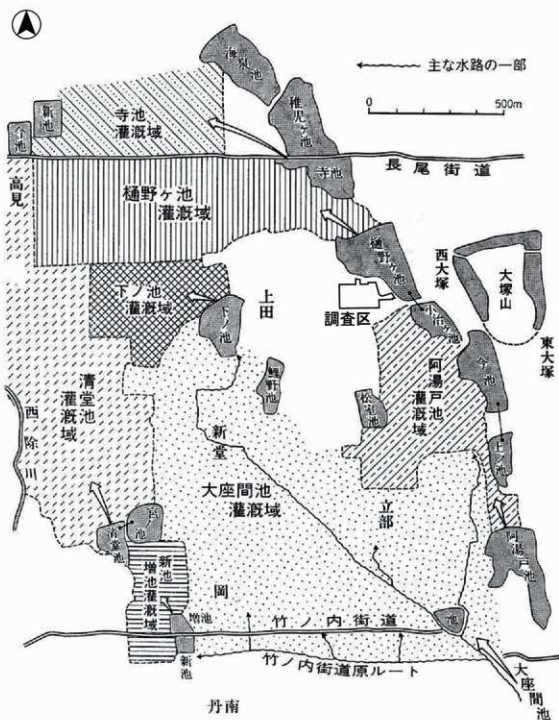 主な水路の一部
0 500m
海泉池
稚児ヶ池
寺池
新池
今池
寺池
灌漑域
長尾街道
高見
樋野ヶ池
灌漑域
樋野ヶ池
西大塚
大塚山
東大塚
下ノ池
灌漑域
上田
調査区
下ノ池
鯉野池
松室池
今池
阿湯戸池
灌漑域
上ノ池
阿湯戸池
清堂池
灌漑域
西除川
新堂
大座間池
灌漑域
立部
清堂池
新池
増池灌漑域
岡
増池
新池
竹ノ内街道
池
竹ノ内街道原ルート
大座間池
丹南